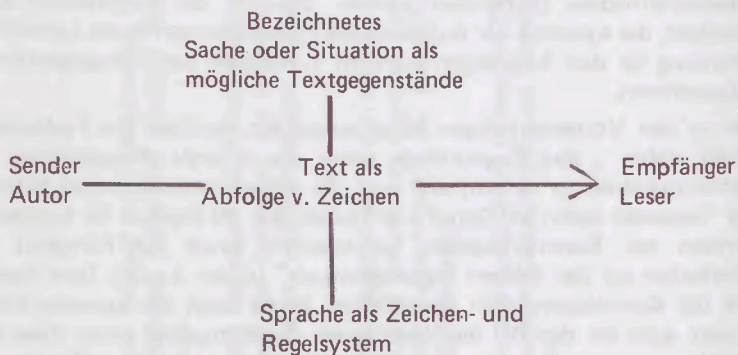 Bezeichnetes
Sache oder Situation als
mögliche Textgegenstände
Sender
Autor
Text als
Abfolge v. Zeichen
Empfänger
Leser
Sprache als Zeichen- und
Regelsystem